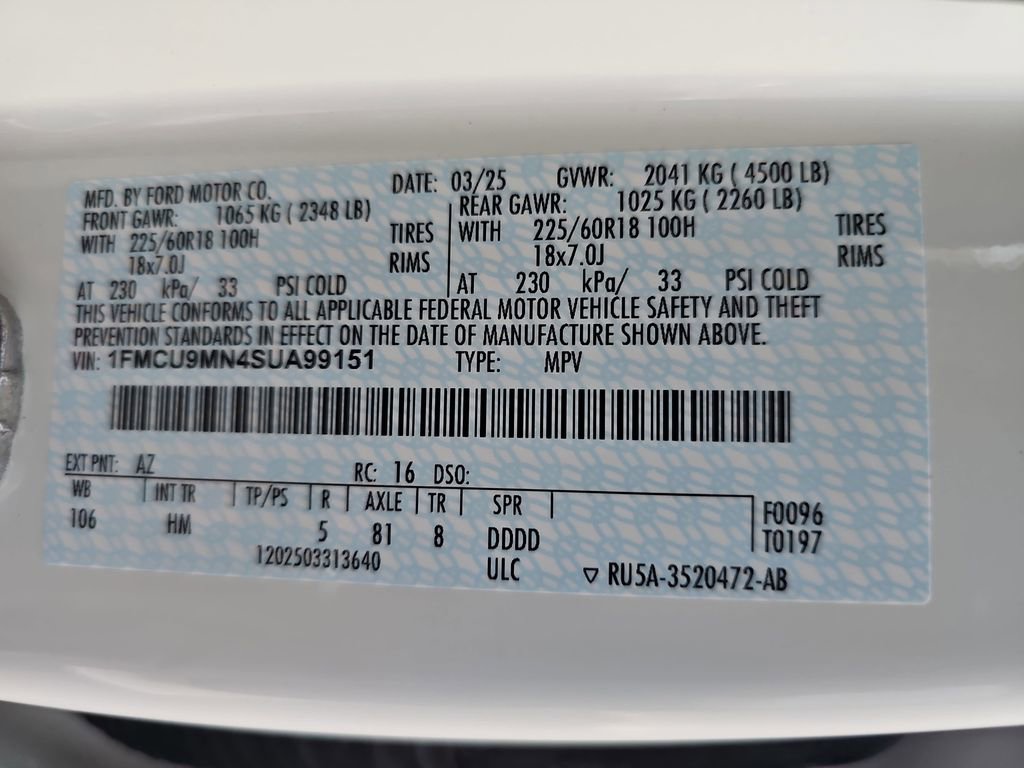 MFD. BY FORD MOTOR CO. DATE: 03/25 GVWR: 2041 KG ( 4500 LB)
FRONT GAWR: 1065 KG ( 2348 LB) REAR GAWR: 1025 KG ( 2260 LB)
WITH 225/60R18 100H TIRES WITH 225/60R18 100H TIRES
18x7.0J RIMS 18x7.0J RIMS
AT 230 kPa/ 33 PSI COLD AT 230 kPa/ 33 PSI COLD
THIS VEHICLE CONFORMS TO ALL APPLICABLE FEDERAL MOTOR VEHICLE SAFETY AND THEFT
PREVENTION STANDARDS IN EFFECT ON THE DATE OF MANUFACTURE SHOWN ABOVE.
VIN: 1FMCU9MN4SUA99151 TYPE: MPV
EXT PNT: AZ RC: 16 DSO:
WB INT TR TP/PS R AXLE TR SPR F0096
106 HM 5 81 8 DDDD T0197
1202503313640 ULC ▽ RU5A-3520472-AB